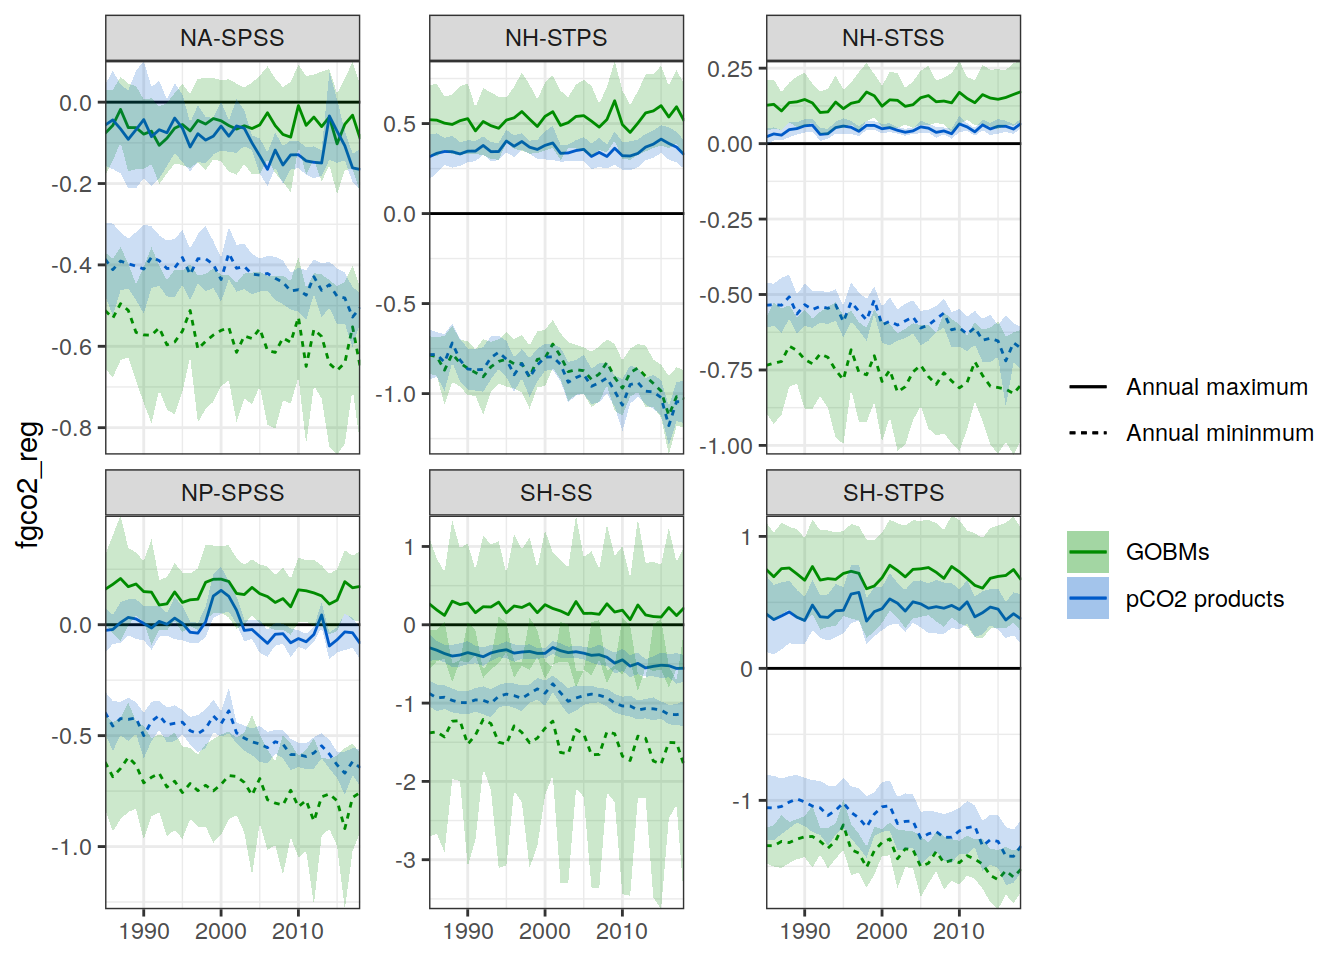 NA-SPSS
NH-STPS
NH-STSS
0.0
-0.2
-0.4
-0.6
-0.8
0.5
0.0
-0.5
-1.0
0.25
0.00
-0.25
-0.50
-0.75
-1.00
fgco2_reg
NP-SPSS
SH-SS
SH-STPS
0.0
-0.5
-1.0
1
0
-1
-2
-3
1
0
-1
1990 2000 2010
1990 2000 2010
1990 2000 2010
Annual maximum
Annual mininmum
GOBMs
pCO2 products